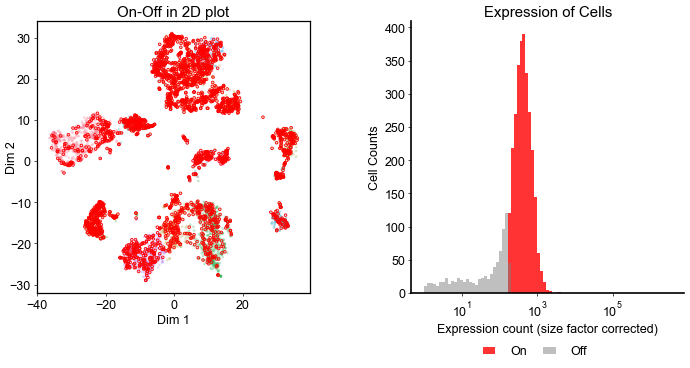 On-Off in 2D plot
Dim 2
30
20
10
0
−10
−20
−30
−40
−20
0
20
Dim 1
Expression of Cells
Cell Counts
400
350
300
250
200
150
100
50
0
10^1
10^3
10^5
Expression count (size factor corrected)
On
Off